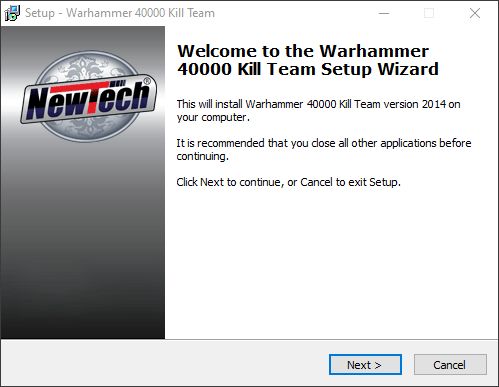 Setup - Warhammer 40000 Kill Team
NewTech®
Welcome to the Warhammer
40000 Kill Team Setup Wizard
This will install Warhammer 40000 Kill Team version 2014 on
your computer.
It is recommended that you close all other applications before
continuing.
Click Next to continue, or Cancel to exit Setup.
Next >
Cancel